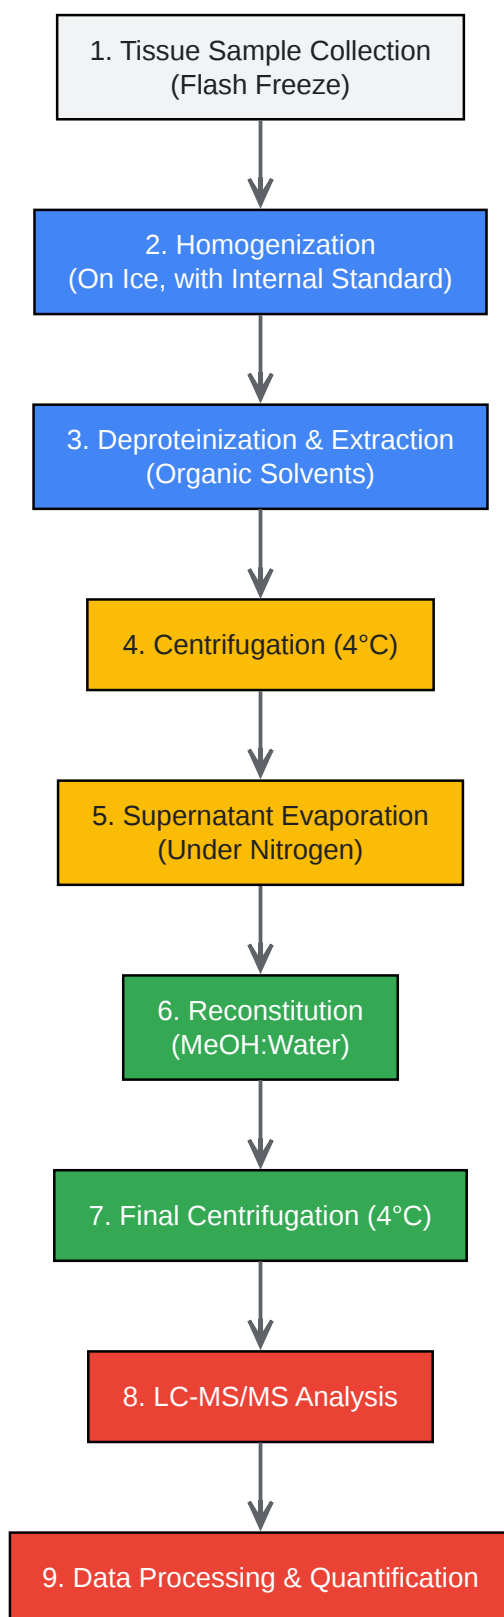 1. Tissue Sample Collection
(Flash Freeze)
2. Homogenization
(On Ice, with Internal Standard)
3. Deproteinization & Extraction
(Organic Solvents)
4. Centrifugation (4°C)
5. Supernatant Evaporation
(Under Nitrogen)
6. Reconstitution
(MeOH:Water)
7. Final Centrifugation (4°C)
8. LC-MS/MS Analysis
9. Data Processing & Quantification